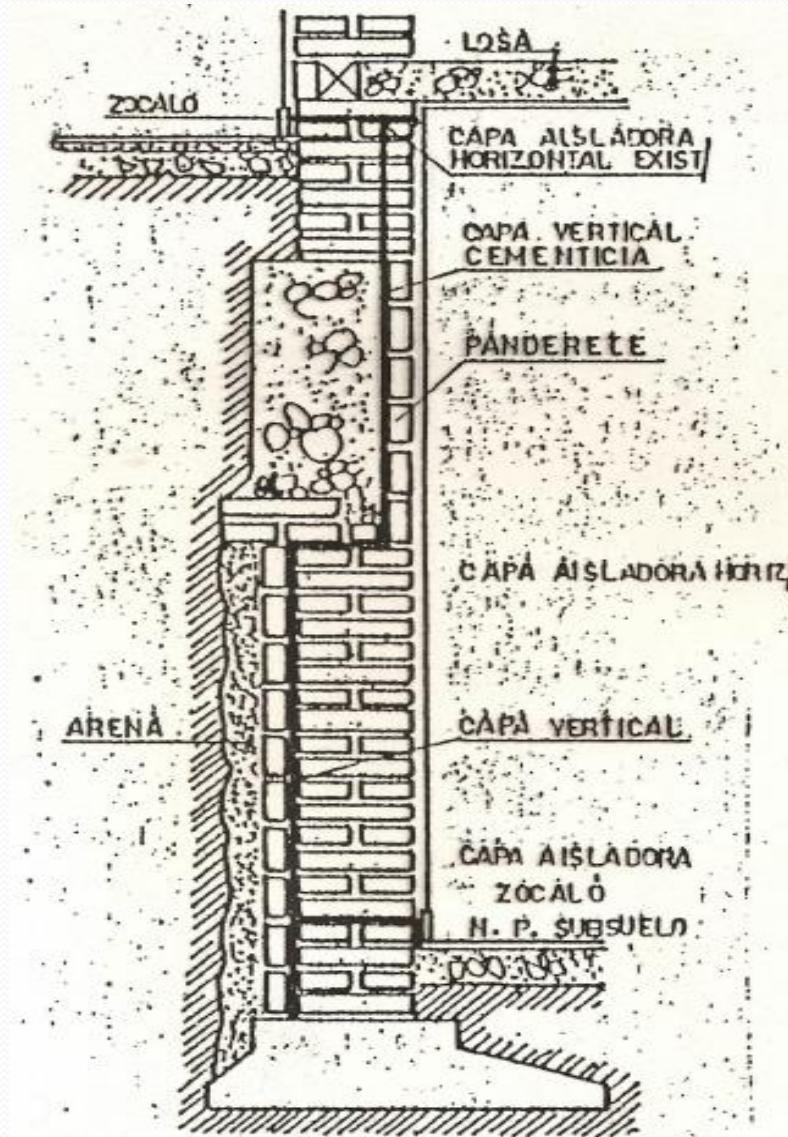 LOSA
ZOCALO
CAPA AISLADORA
HORIZONTAL EXIST/
CAPA VERTICAL
CEMENTICIA
PANDERETE
CAPA AISLADORA HORIZ
ARENA
CAPA VERTICAL
CAPA AISLADORA
ZOCALO
N. P. SUBSUELO